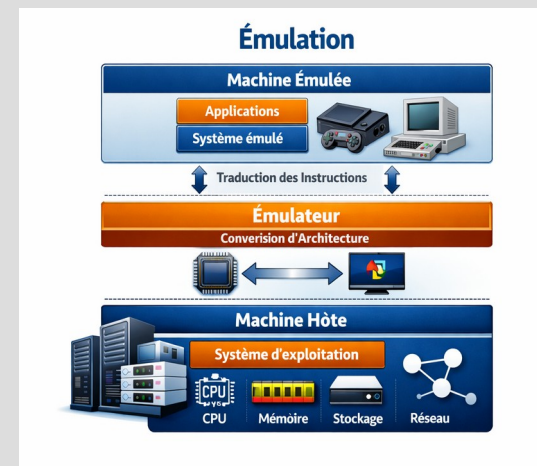 Émulation
Machine Émulée
Applications
Système émulé
Traduction des Instructions
Émulateur
Converision d'Architecture
Machine Hòte
Système d'exploitation
CPU
CPU
Mémoire
Stockage
Réseau